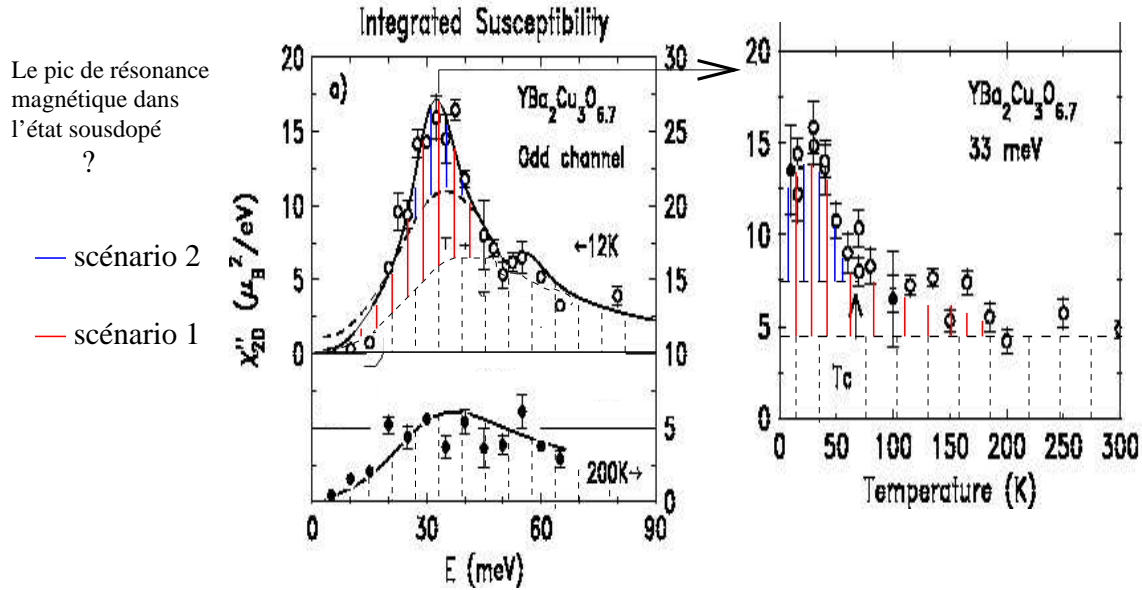 Le pic de résonance
magnétique dans
l'état sousdopé
?
scénario 2
scénario 1
Integrated Susceptibility
a)
YBa2Cu3O6.7
Odd channel
←12K
200K→
χ''2D (μB²/eV)
20
15
10
5
0
30
25
20
15
10
5
0
0 30 60 90
E (meV)
YBa2Cu3O6.7
33 meV
Tc
20
15
10
5
0
0 50 100 150 200 250 300
Temperature (K)